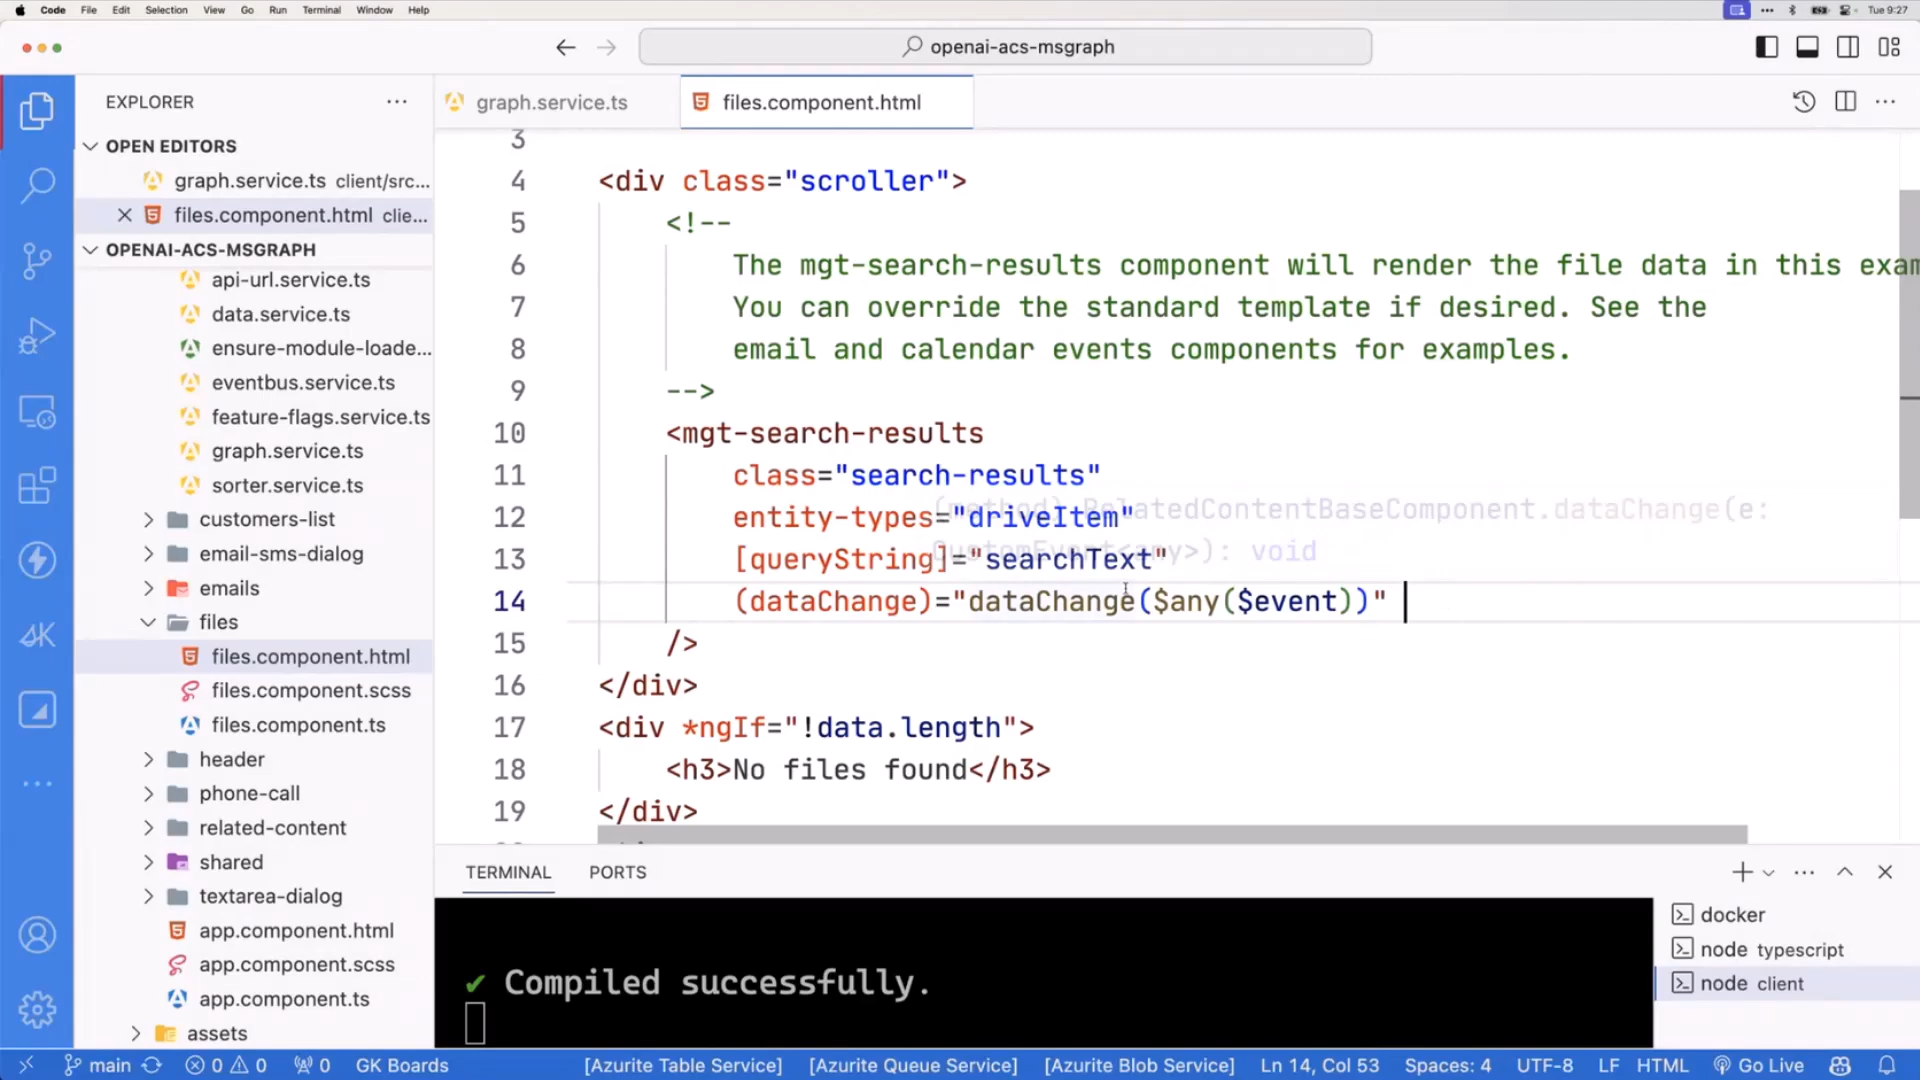 Code File Edit Selection View Go Run Terminal Window Help
Tue 9:27
openai-acs-msgraph
EXPLORER
OPEN EDITORS
graph.service.ts client/src...
files.component.html clie...
OPENAI-ACS-MSGRAPH
api-url.service.ts
data.service.ts
ensure-module-loade...
eventbus.service.ts
feature-flags.service.ts
graph.service.ts
sorter.service.ts
customers-list
email-sms-dialog
emails
files
files.component.html
files.component.scss
files.component.ts
header
phone-call
related-content
shared
textarea-dialog
app.component.html
app.component.scss
app.component.ts
assets
graph.service.ts
files.component.html
3
4 <div class="scroller">
5 <!--
6 The mgt-search-results component will render the file data in this exam
7 You can override the standard template if desired. See the
8 email and calendar events components for examples.
9 -->
10 <mgt-search-results
11 class="search-results"
(method) RelatedContentBaseComponent.dataChange(e:
12 entity-types="driveItem"
CustomEvent<any>): void
13 [queryString]="searchText"
14 (dataChange)="dataChange($any($event))"
15 />
16 </div>
17 <div *ngIf="!data.length">
18 <h3>No files found</h3>
19 </div>
TERMINAL PORTS
✔ Compiled successfully.
docker
node typescript
node client
main 0 0 0 GK Boards [Azurite Table Service] [Azurite Queue Service] [Azurite Blob Service] Ln 14, Col 53 Spaces: 4 UTF-8 LF HTML Go Live